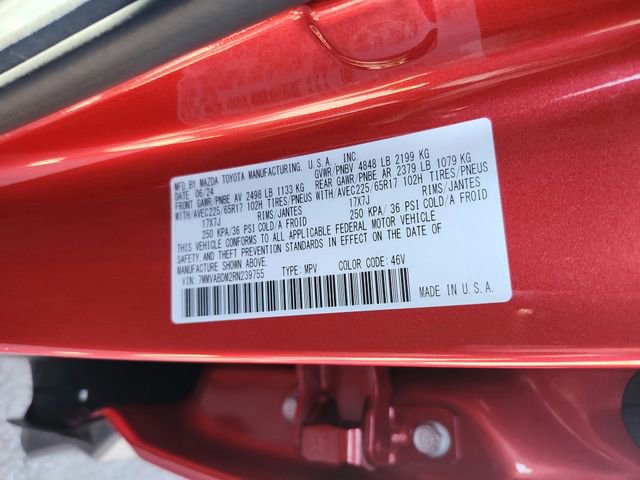 MFD. BY MAZDA TOYOTA MANUFACTURING, U.S.A., INC.
DATE: 06/24 GVWR/PNBV 4848 LB 2199 KG
FRONT GAWR/PNBE AV 2498 LB 1133 KG REAR GAWR/PNBE AR 2379 LB 1079 KG
WITH/AVEC225/65R17 102H TIRES/PNEUS WITH/AVEC225/65R17 102H TIRES/PNEUS
17X7J RIMS/JANTES 17X7J RIMS/JANTES
250 KPA/36 PSI COLD/A FROID 250 KPA/36 PSI COLD/A FROID
THIS VEHICLE CONFORMS TO ALL APPLICABLE FEDERAL MOTOR VEHICLE
SAFETY, BUMPER, AND THEFT PREVENTION STANDARDS IN EFFECT ON THE DATE OF
MANUFACTURE SHOWN ABOVE.
VIN: 7MMVABDM2RN239755 TYPE: MPV COLOR CODE: 46V
MADE IN U.S.A.